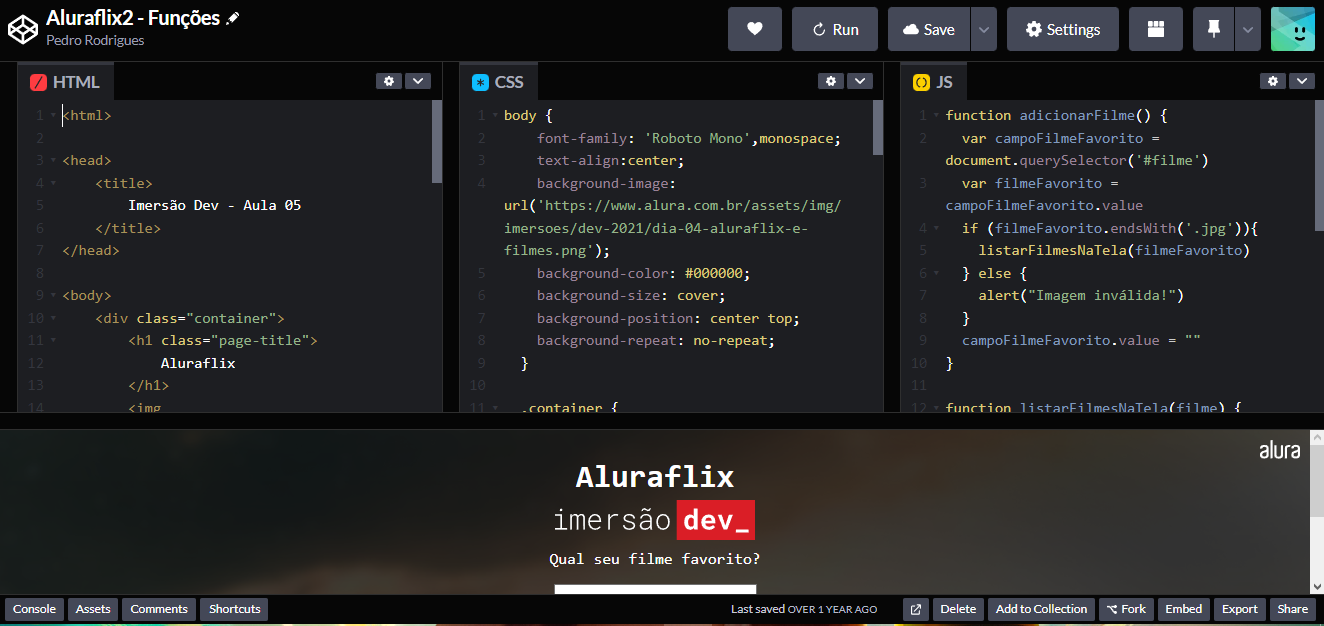 Aluraflix2 - Funções
Pedro Rodrigues
Run
Save
Settings
HTML
1 <html>
2
3 <head>
4 <title>
5 Imersão Dev - Aula 05
6 </title>
7 </head>
8
9 <body>
10 <div class="container">
11 <h1 class="page-title">
12 Aluraflix
13 </h1>
14 <img
CSS
1 body {
2 font-family: 'Roboto Mono',monospace;
3 text-align:center;
4 background-image:
url('https://www.alura.com.br/assets/img/
imersoes/dev-2021/dia-04-aluraflix-e-
filmes.png');
5 background-color: #000000;
6 background-size: cover;
7 background-position: center top;
8 background-repeat: no-repeat;
9 }
10
11 .container {
JS
1 function adicionarFilme() {
2 var campoFilmeFavorito =
document.querySelector('#filme')
3 var filmeFavorito =
campoFilmeFavorito.value
4 if (filmeFavorito.endsWith('.jpg')){
5 listarFilmesNaTela(filmeFavorito)
6 } else {
7 alert("Imagem inválida!")
8 }
9 campoFilmeFavorito.value = ""
10 }
11
12 function listarFilmesNaTela(filme) {
alura
Aluraflix
imersão dev_
Qual seu filme favorito?
Console Assets Comments Shortcuts Last saved OVER 1 YEAR AGO Delete Add to Collection Fork Embed Export Share